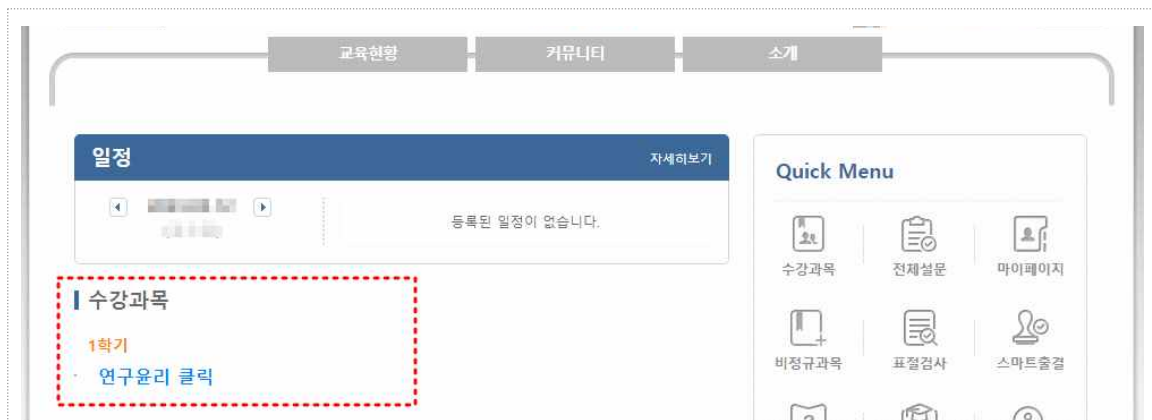 교육현황 커뮤니티 소개
일정 자세히보기
등록된 일정이 없습니다.
수강과목
1학기
· 연구윤리 클릭
Quick Menu
수강과목 전체설문 마이페이지
비정규과목 표절검사 스마트출결